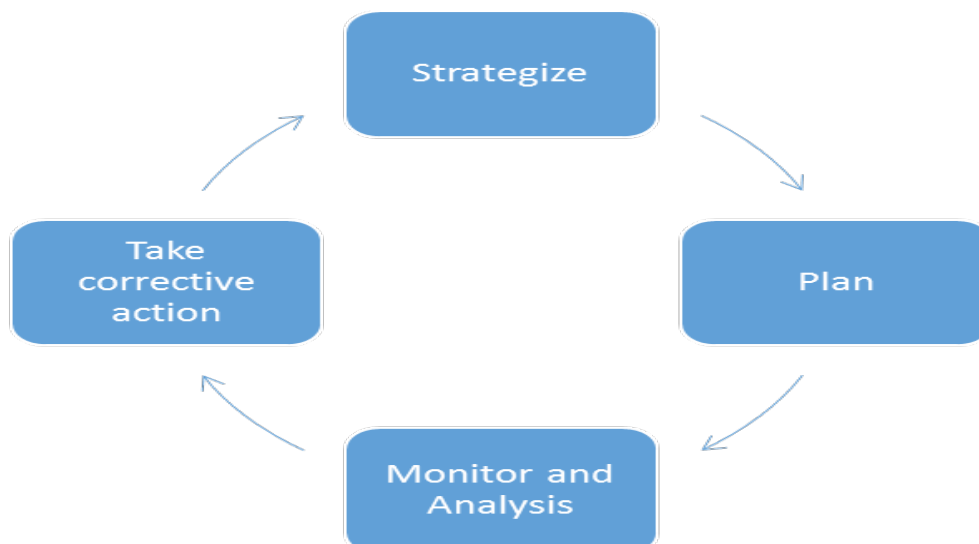 Strategize
Plan
Monitor and
Analysis
Take
corrective
action